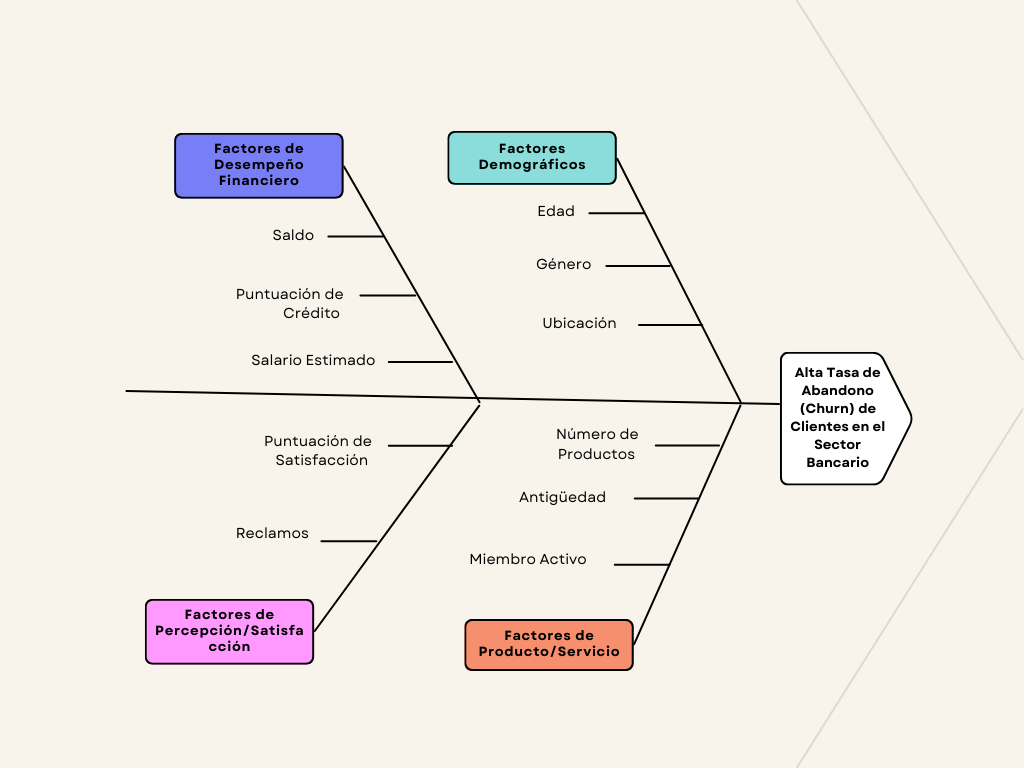 Factores de
Desempeño
Financiero
Saldo
Puntuación de
Crédito
Salario Estimado
Factores
Demográficos
Edad
Género
Ubicación
Alta Tasa de
Abandono
(Churn) de
Clientes en el
Sector
Bancario
Puntuación de
Satisfacción
Reclamos
Factores de
Percepción/Satisfa
cción
Número de
Productos
Antigüedad
Miembro Activo
Factores de
Producto/Servicio